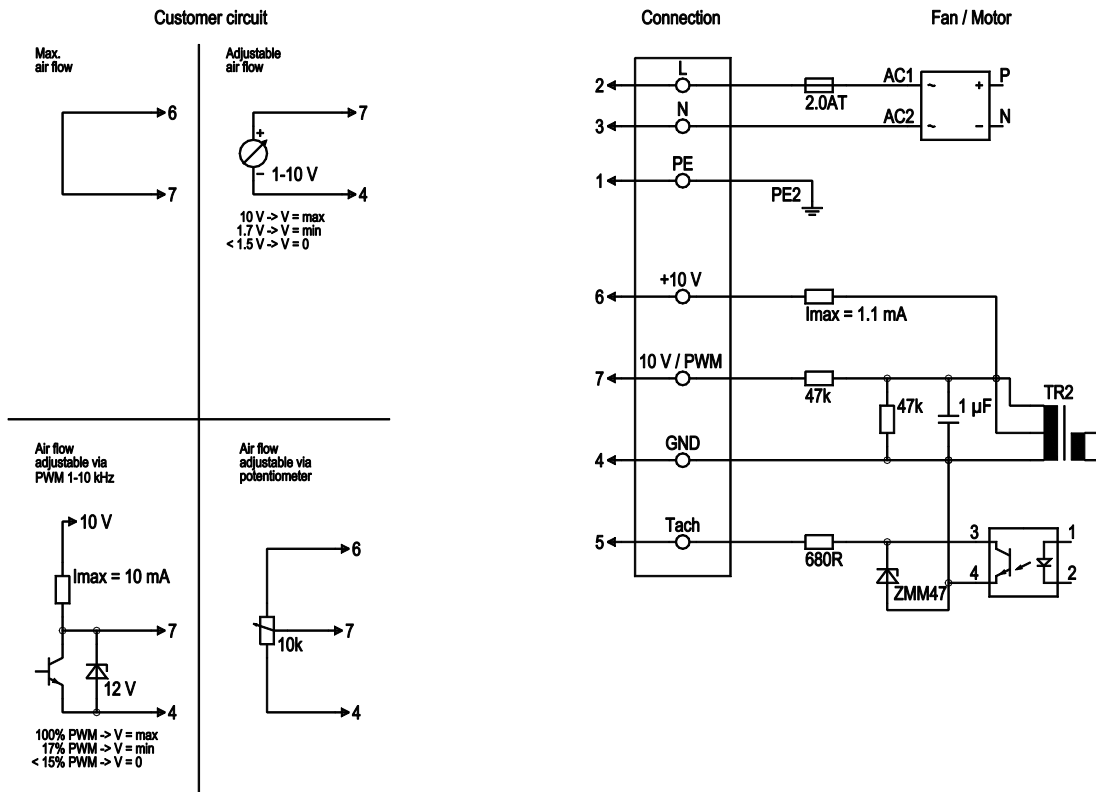 Customer circuit
Connection
Fan / Motor
Max.
air flow
6
7
Adjustable
air flow
7
+
1-10 V
−
4
10 V -> V = max
1.7 V -> V = min
< 1.5 V -> V = 0
Air flow
adjustable via
PWM 1-10 kHz
10 V
Imax = 10 mA
7
12 V
4
100% PWM -> V = max
17% PWM -> V = min
< 15% PWM -> V = 0
Air flow
adjustable via
potentiometer
6
7
10k
4
2
L
2.0AT
AC1
~
+
P
3
N
AC2
~
−
N
1
PE
PE2
6
+10 V
Imax = 1.1 mA
7
10 V / PWM
47k
47k
1 µF
TR2
4
GND
5
Tach
680R
ZMM47
3
4
1
2